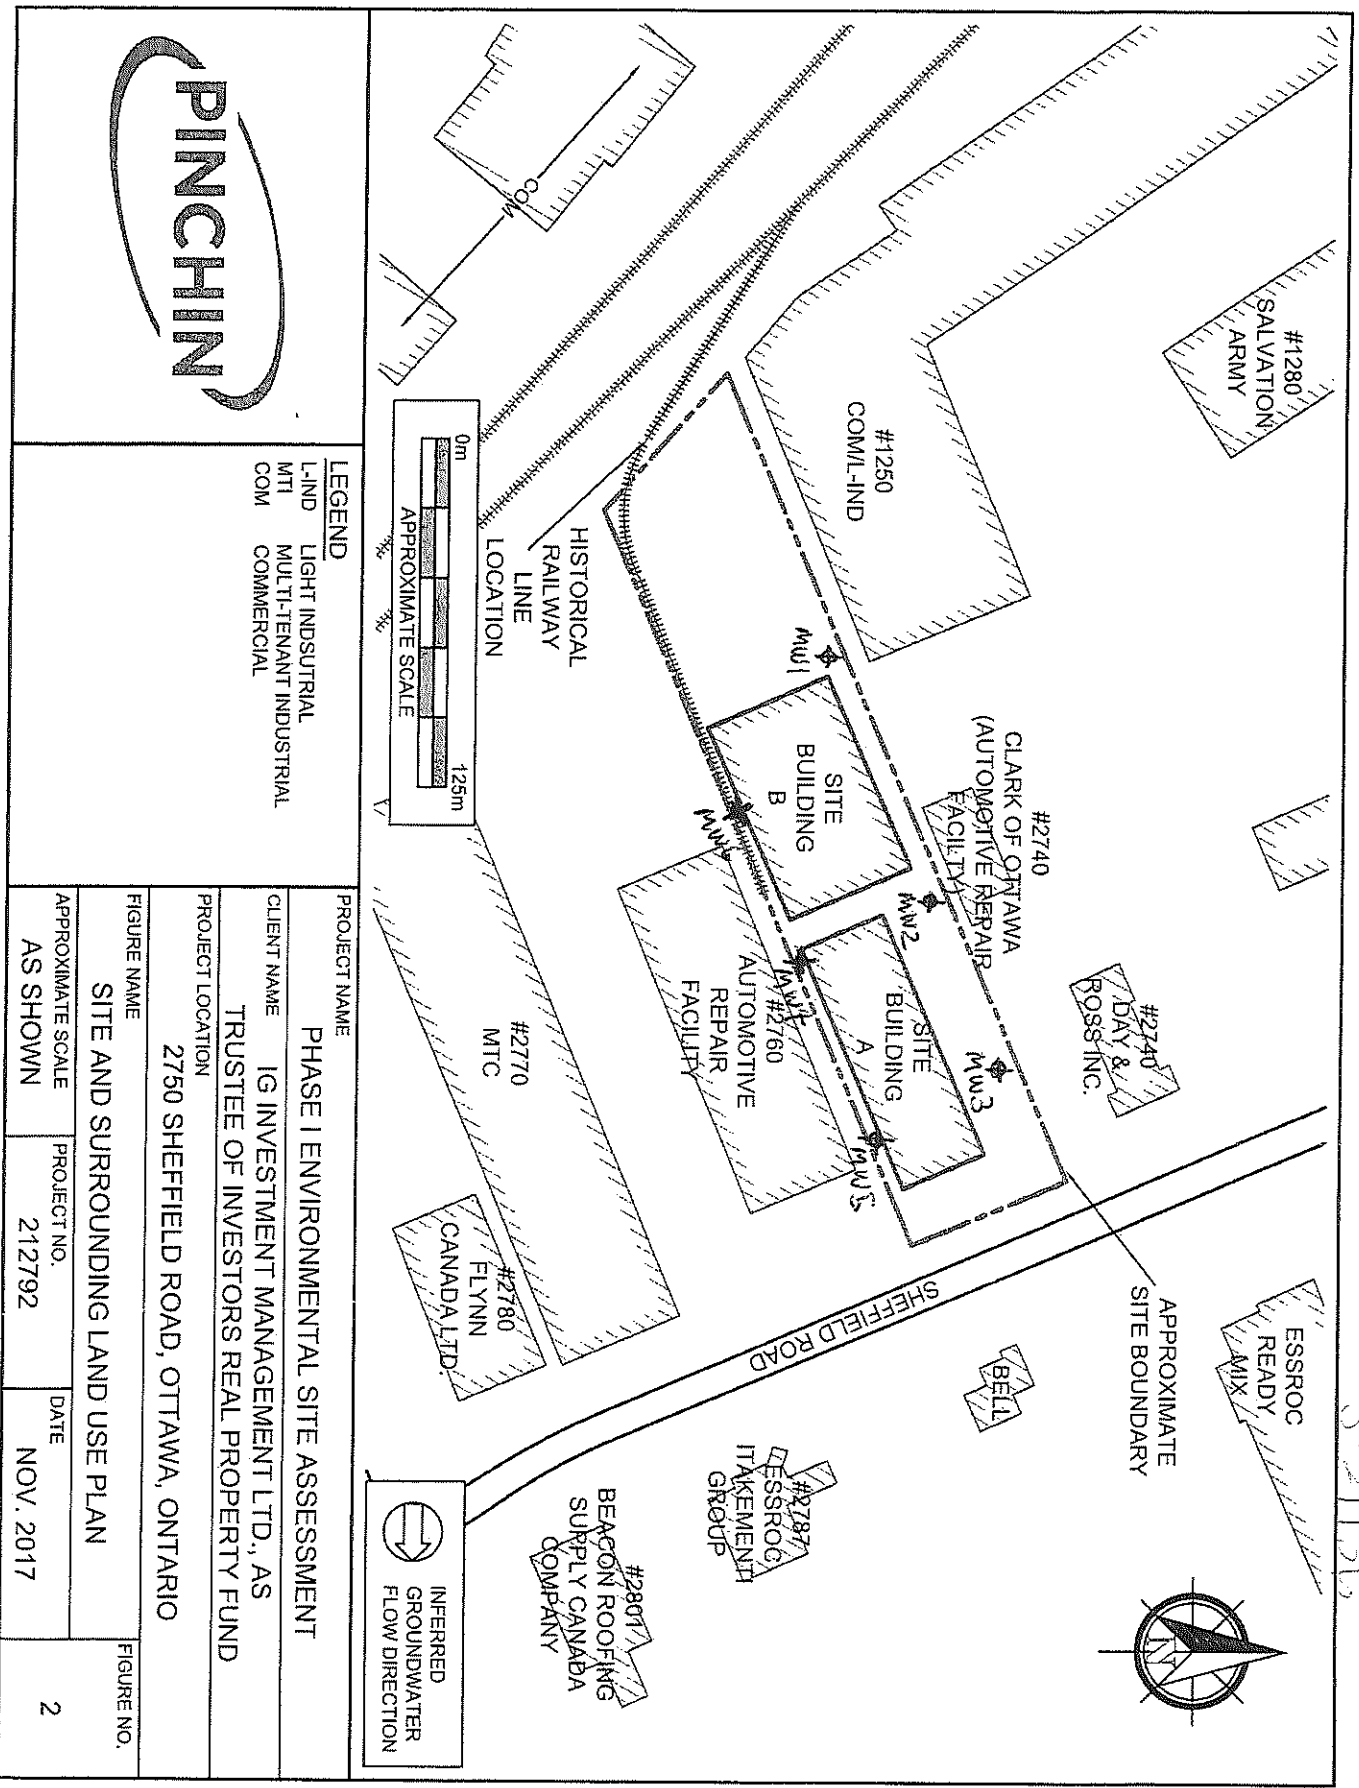 #1280
SALVATION
ARMY
#1250
COM/L-IND
COM
#2740
CLARK OF OTTAWA
(AUTOMOTIVE REPAIR
FACILTY)
#2740
DAY &
ROSS INC.
ESSROC
READY
MIX
APPROXIMATE
SITE BOUNDARY
BELL
MW1
MW2
MW3
SITE
BUILDING
B
SITE
BUILDING
A
MW4
MW5
#2760
AUTOMOTIVE
REPAIR
FACILITY
SHEFFIELD ROAD
#2787
ESSROC
ITAKEMENTI
GROUP
#2801
BEACON ROOFING
SUPPLY CANADA
COMPANY
HISTORICAL
RAILWAY
LINE
LOCATION
#2770
MTC
#2780
FLYNN
CANADA LTD.
0m
125m
APPROXIMATE SCALE
N
INFERRED
GROUNDWATER
FLOW DIRECTION
PINCHIN
LEGEND
L-IND LIGHT INDSUTRIAL
MTI MULTI-TENANT INDUSTRIAL
COM COMMERCIAL
PROJECT NAME
PHASE I ENVIRONMENTAL SITE ASSESSMENT
CLIENT NAME
IG INVESTMENT MANAGEMENT LTD., AS
TRUSTEE OF INVESTORS REAL PROPERTY FUND
PROJECT LOCATION
2750 SHEFFIELD ROAD, OTTAWA, ONTARIO
FIGURE NAME
SITE AND SURROUNDING LAND USE PLAN
FIGURE NO.
2
APPROXIMATE SCALE
AS SHOWN
PROJECT NO.
212792
DATE
NOV. 2017